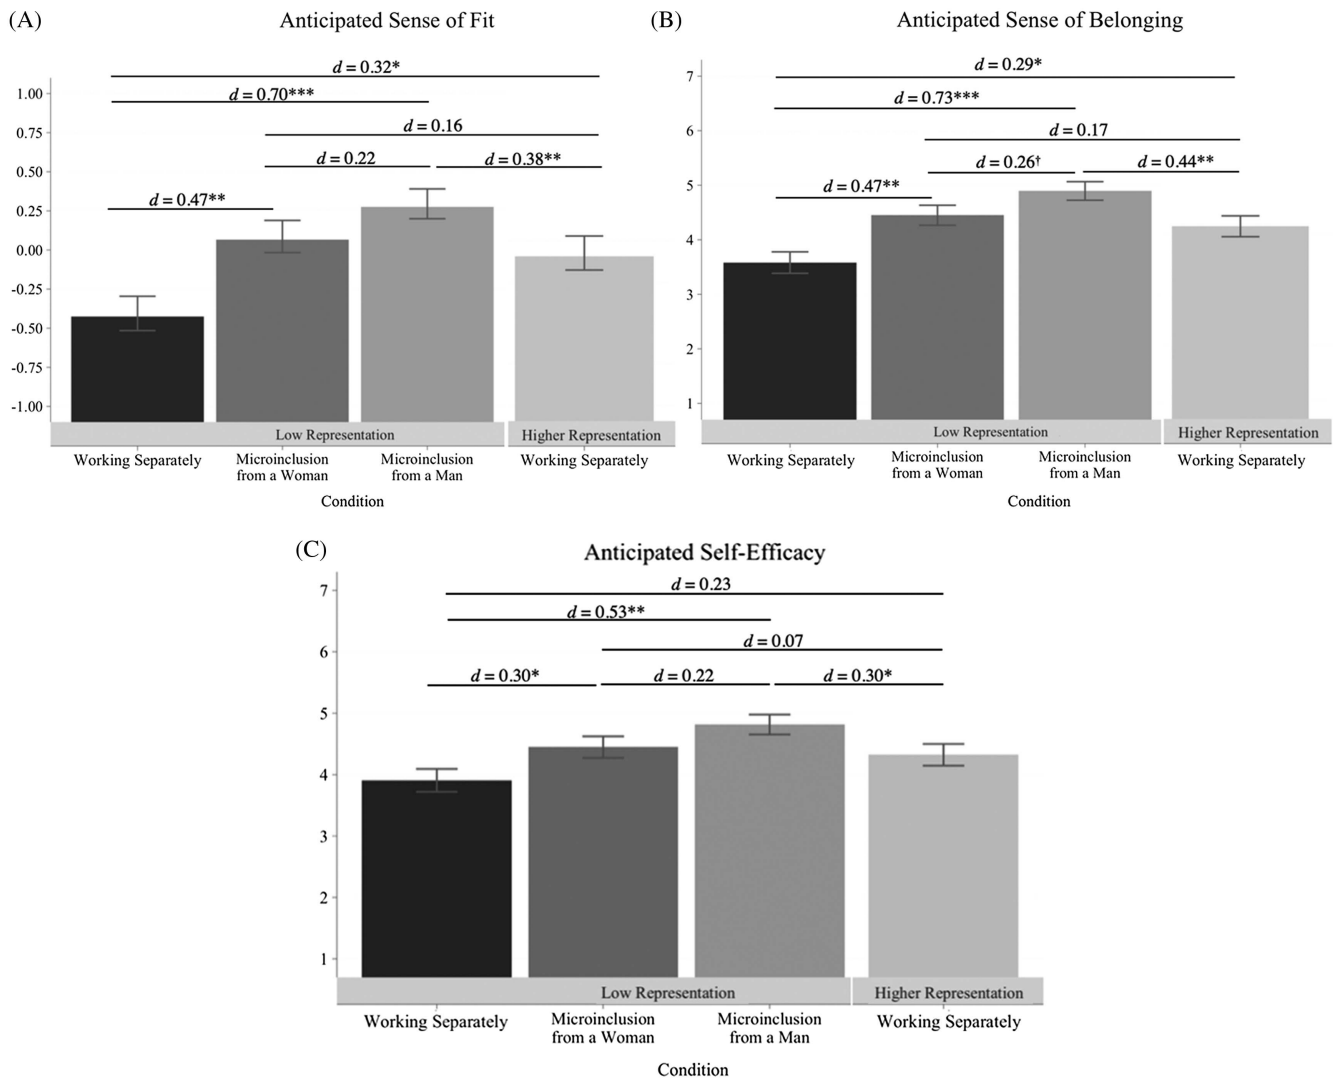 (A)
Anticipated Sense of Fit
d = 0.32*
d = 0.70***
d = 0.16
d = 0.22
d = 0.38**
d = 0.47**
1.00
0.75
0.50
0.25
0.00
-0.25
-0.50
-0.75
-1.00
Low Representation
Higher Representation
Working Separately
Microinclusion
from a Woman
Microinclusion
from a Man
Working Separately
Condition
(B)
Anticipated Sense of Belonging
d = 0.29*
d = 0.73***
d = 0.17
d = 0.26†
d = 0.44**
d = 0.47**
7
6
5
4
3
2
1
Low Representation
Higher Representation
Working Separately
Microinclusion
from a Woman
Microinclusion
from a Man
Working Separately
Condition
(C)
Anticipated Self-Efficacy
d = 0.23
d = 0.53**
d = 0.07
d = 0.30*
d = 0.22
d = 0.30*
7
6
5
4
3
2
1
Low Representation
Higher Representation
Working Separately
Microinclusion
from a Woman
Microinclusion
from a Man
Working Separately
Condition